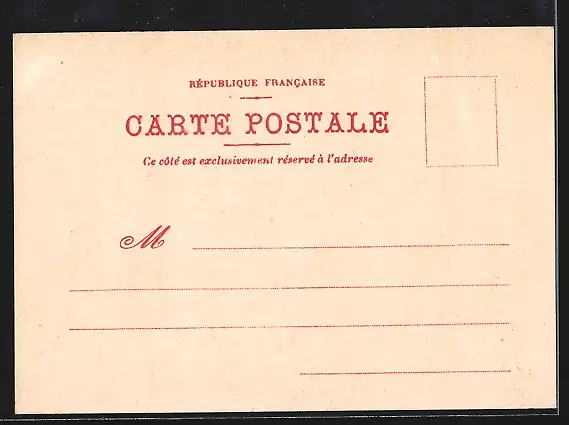 RÉPUBLIQUE FRANÇAISE
CARTE POSTALE
Ce côté est exclusivement réservé à l'adresse
M